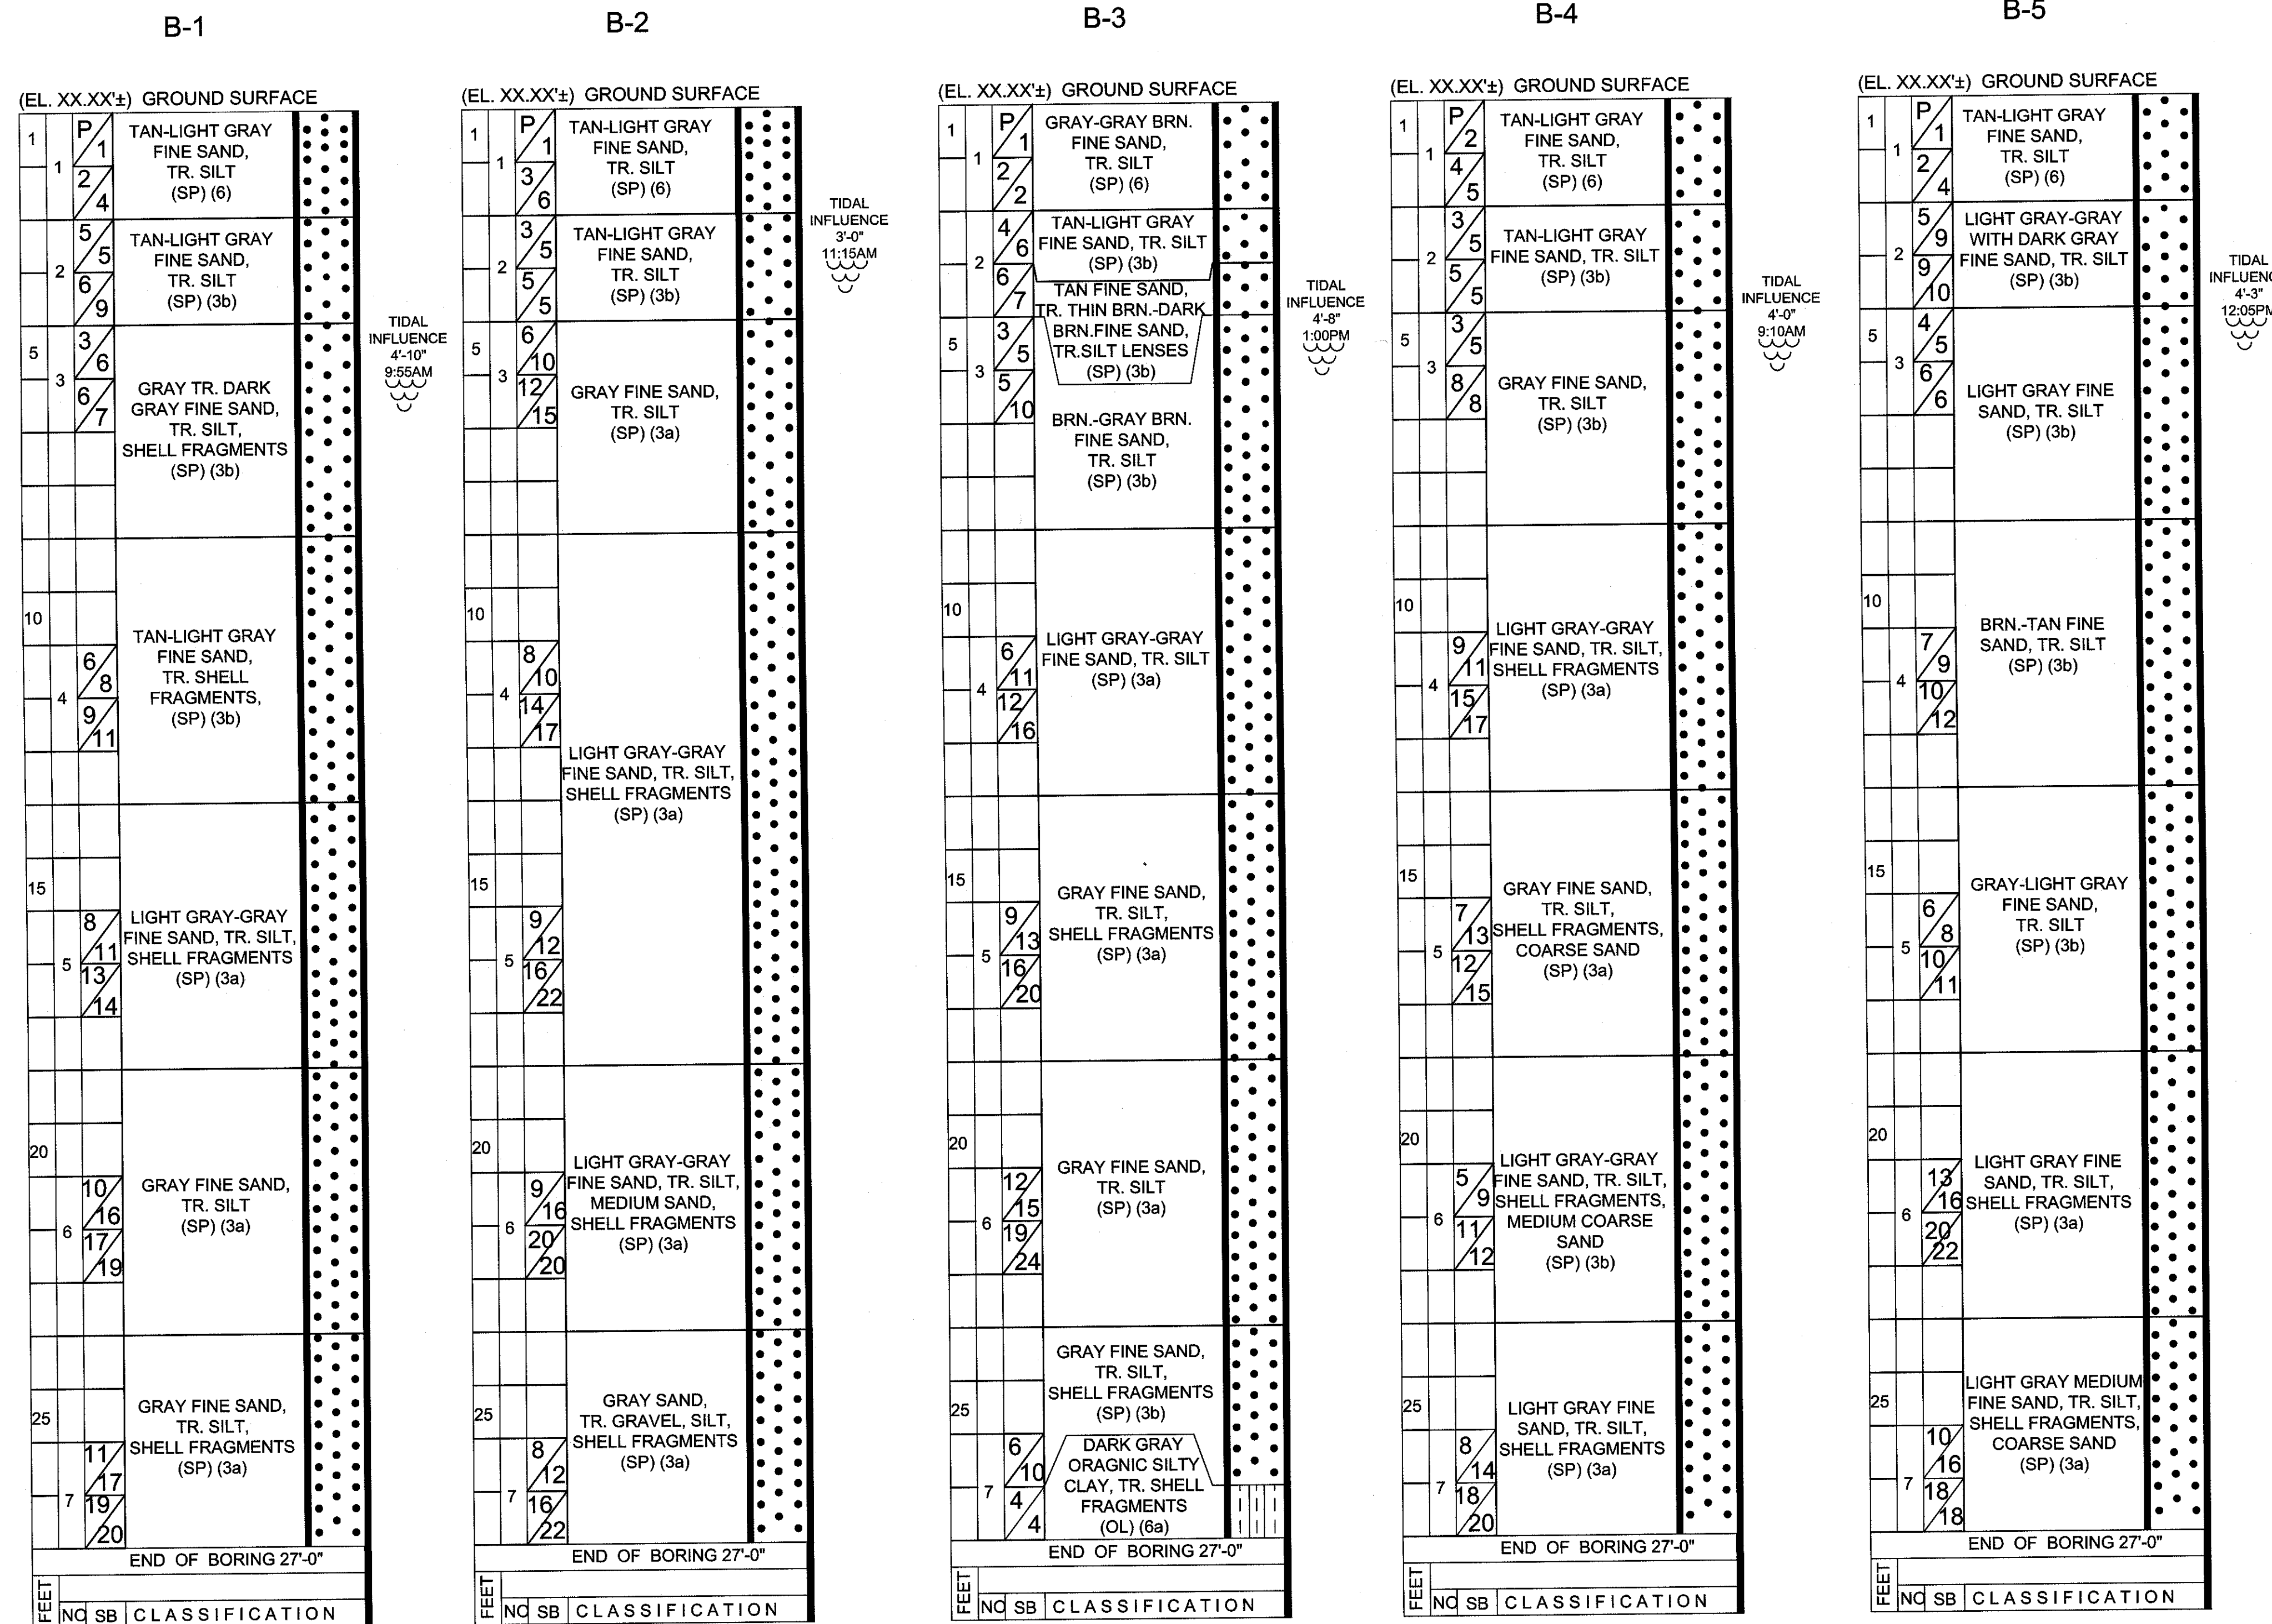 B-1
(EL. XX.XX'±) GROUND SURFACE
1
1
P/1
2/4
TAN-LIGHT GRAY
FINE SAND,
TR. SILT
(SP) (6)
2
5/5
6/9
TAN-LIGHT GRAY
FINE SAND,
TR. SILT
(SP) (3b)
5
3
3/6
6/7
GRAY TR. DARK
GRAY FINE SAND,
TR. SILT,
SHELL FRAGMENTS
(SP) (3b)
TIDAL
INFLUENCE
4'-10"
9:55AM
10
4
6/8
9/11
TAN-LIGHT GRAY
FINE SAND,
TR. SHELL
FRAGMENTS,
(SP) (3b)
15
5
8/11
13/14
LIGHT GRAY-GRAY
FINE SAND, TR. SILT,
SHELL FRAGMENTS
(SP) (3a)
20
6
10/16
17/19
GRAY FINE SAND,
TR. SILT
(SP) (3a)
25
7
11/17
19/20
GRAY FINE SAND,
TR. SILT,
SHELL FRAGMENTS
(SP) (3a)
END OF BORING 27'-0"
FEET
NO SB CLASSIFICATION
B-2
(EL. XX.XX'±) GROUND SURFACE
1
1
P/1
3/6
TAN-LIGHT GRAY
FINE SAND,
TR. SILT
(SP) (6)
2
3/5
5/5
TAN-LIGHT GRAY
FINE SAND,
TR. SILT
(SP) (3b)
TIDAL
INFLUENCE
3'-0"
11:15AM
5
3
6/10
12/15
GRAY FINE SAND,
TR. SILT
(SP) (3a)
10
4
8/10
14/17
LIGHT GRAY-GRAY
FINE SAND, TR. SILT,
SHELL FRAGMENTS
(SP) (3a)
15
5
9/12
16/22
20
6
9/16
20/20
LIGHT GRAY-GRAY
FINE SAND, TR. SILT,
MEDIUM SAND,
SHELL FRAGMENTS
(SP) (3a)
25
7
8/12
16/22
GRAY SAND,
TR. GRAVEL, SILT,
SHELL FRAGMENTS
(SP) (3a)
END OF BORING 27'-0"
FEET
NO SB CLASSIFICATION
B-3
(EL. XX.XX'±) GROUND SURFACE
1
1
P/1
2/2
GRAY-GRAY BRN.
FINE SAND,
TR. SILT
(SP) (6)
2
4/6
6/7
TAN-LIGHT GRAY
FINE SAND, TR. SILT
(SP) (3b)
TAN FINE SAND,
TR. THIN BRN.-DARK
BRN.FINE SAND,
TR.SILT LENSES
(SP) (3b)
5
3
3/5
5/10
BRN.-GRAY BRN.
FINE SAND,
TR. SILT
(SP) (3b)
TIDAL
INFLUENCE
4'-8"
1:00PM
10
4
6/11
12/16
LIGHT GRAY-GRAY
FINE SAND, TR. SILT
(SP) (3a)
15
5
9/13
16/20
GRAY FINE SAND,
TR. SILT,
SHELL FRAGMENTS
(SP) (3a)
20
6
12/15
19/24
GRAY FINE SAND,
TR. SILT
(SP) (3a)
25
GRAY FINE SAND,
TR. SILT,
SHELL FRAGMENTS
(SP) (3b)
7
6/10
4/4
DARK GRAY
ORAGNIC SILTY
CLAY, TR. SHELL
FRAGMENTS
(OL) (6a)
END OF BORING 27'-0"
FEET
NO SB CLASSIFICATION
B-4
(EL. XX.XX'±) GROUND SURFACE
1
1
P/2
4/5
TAN-LIGHT GRAY
FINE SAND,
TR. SILT
(SP) (6)
2
3/5
5/5
TAN-LIGHT GRAY
FINE SAND, TR. SILT
(SP) (3b)
5
3
3/5
8/8
GRAY FINE SAND,
TR. SILT
(SP) (3b)
TIDAL
INFLUENCE
4'-0"
9:10AM
10
4
9/11
15/17
LIGHT GRAY-GRAY
FINE SAND, TR. SILT,
SHELL FRAGMENTS
(SP) (3a)
15
5
7/13
12/15
GRAY FINE SAND,
TR. SILT,
SHELL FRAGMENTS,
COARSE SAND
(SP) (3a)
20
6
5/9
11/12
LIGHT GRAY-GRAY
FINE SAND, TR. SILT,
SHELL FRAGMENTS,
MEDIUM COARSE
SAND
(SP) (3b)
25
7
8/14
18/20
LIGHT GRAY FINE
SAND, TR. SILT,
SHELL FRAGMENTS
(SP) (3a)
END OF BORING 27'-0"
FEET
NO SB CLASSIFICATION
B-5
(EL. XX.XX'±) GROUND SURFACE
1
1
P/1
2/4
TAN-LIGHT GRAY
FINE SAND,
TR. SILT
(SP) (6)
2
5/9
9/10
LIGHT GRAY-GRAY
WITH DARK GRAY
FINE SAND, TR. SILT
(SP) (3b)
5
3
4/5
6/6
LIGHT GRAY FINE
SAND, TR. SILT
(SP) (3b)
TIDAL
INFLUENC
4'-3"
12:05PM
10
4
7/9
10/12
BRN.-TAN FINE
SAND, TR. SILT
(SP) (3b)
15
5
6/8
10/11
GRAY-LIGHT GRAY
FINE SAND,
TR. SILT
(SP) (3b)
20
6
13/16
20/22
LIGHT GRAY FINE
SAND, TR. SILT,
SHELL FRAGMENTS
(SP) (3a)
25
7
10/16
18/18
LIGHT GRAY MEDIUM
FINE SAND, TR. SILT,
SHELL FRAGMENTS,
COARSE SAND
(SP) (3a)
END OF BORING 27'-0"
FEET
NO SB CLASSIFICATION